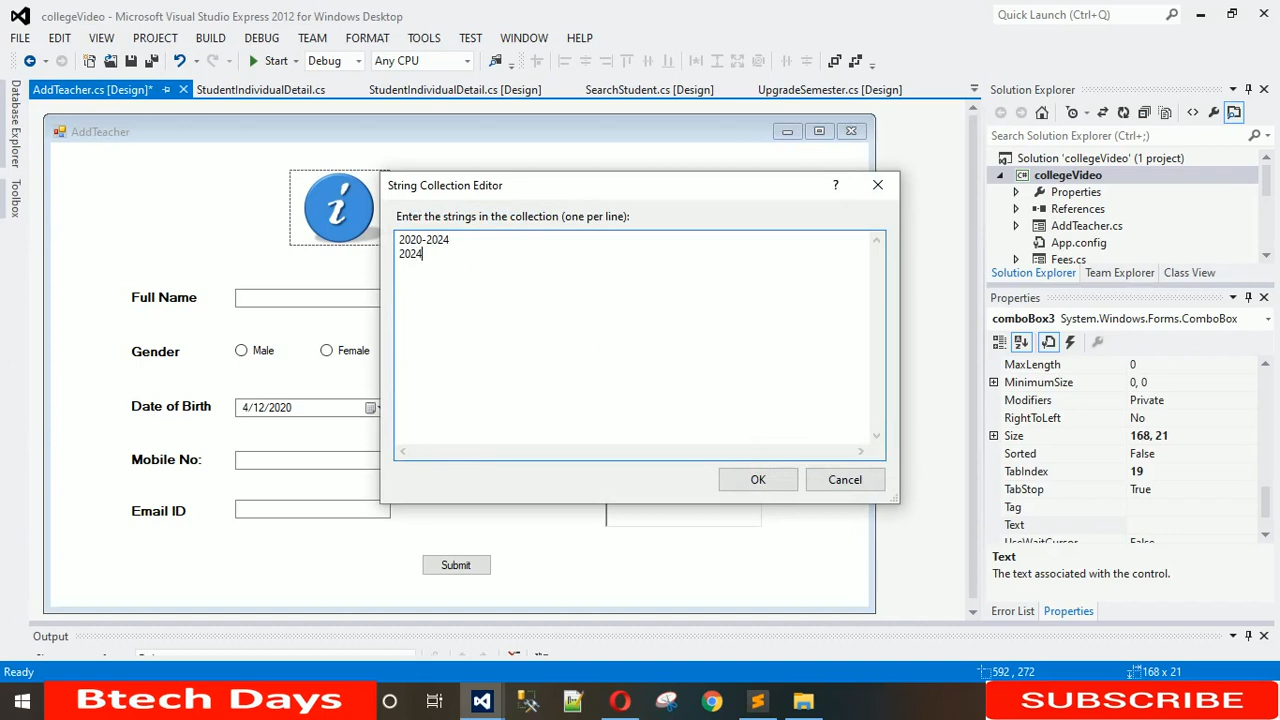 collegeVideo - Microsoft Visual Studio Express 2012 for Windows Desktop
Quick Launch (Ctrl+Q)
FILE EDIT VIEW PROJECT BUILD DEBUG TEAM FORMAT TOOLS TEST WINDOW HELP
Start Debug Any CPU
Database Explorer
Toolbox
AddTeacher.cs [Design]* StudentIndividualDetail.cs StudentIndividualDetail.cs [Design] SearchStudent.cs [Design] UpgradeSemester.cs [Design]
AddTeacher
i
Full Name
Gender Male Female
Date of Birth 4/12/2020
Mobile No:
Email ID
Submit
String Collection Editor
?
Enter the strings in the collection (one per line):
2020-2024
2024
OK Cancel
Solution Explorer
Search Solution Explorer (Ctrl+;)
Solution 'collegeVideo' (1 project)
C# collegeVideo
Properties
References
AddTeacher.cs
App.config
Fees.cs
Solution Explorer Team Explorer Class View
Properties
comboBox3 System.Windows.Forms.ComboBox
MaxLength 0
MinimumSize 0, 0
Modifiers Private
RightToLeft No
Size 168, 21
Sorted False
TabIndex 19
TabStop True
Tag
Text
UseWaitCursor False
Text
The text associated with the control.
Error List Properties
Output
Ready
592 , 272
168 x 21
Btech Days
SUBSCRIBE